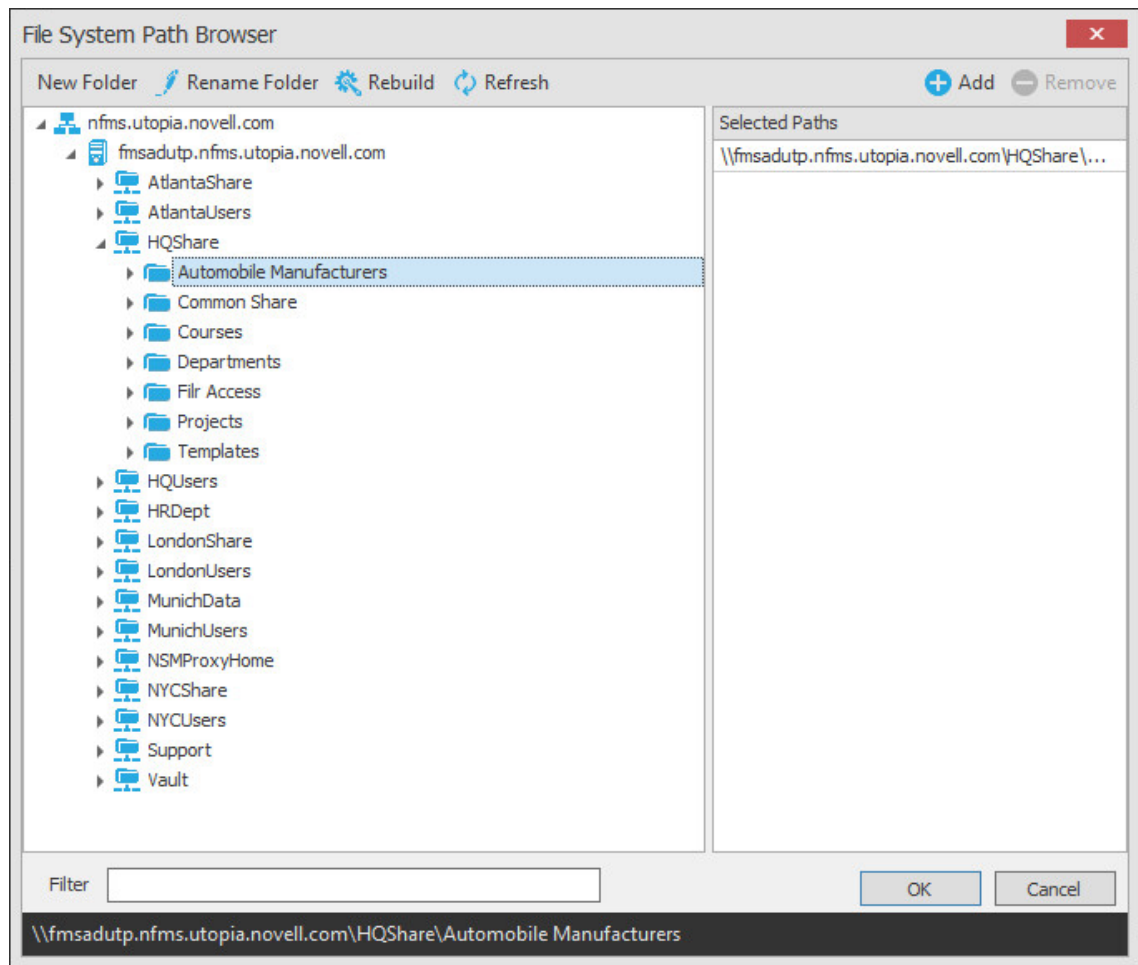 File System Path Browser
New Folder Rename Folder Rebuild Refresh Add Remove
nfms.utopia.novell.com
fmsadutp.nfms.utopia.novell.com
AtlantaShare
AtlantaUsers
HQShare
Automobile Manufacturers
Common Share
Courses
Departments
Filr Access
Projects
Templates
HQUsers
HRDept
LondonShare
LondonUsers
MunichData
MunichUsers
NSMProxyHome
NYCShare
NYCUsers
Support
Vault
Selected Paths
\\fmsadutp.nfms.utopia.novell.com\HQShare\...
Filter
OK Cancel
\\fmsadutp.nfms.utopia.novell.com\HQShare\Automobile Manufacturers